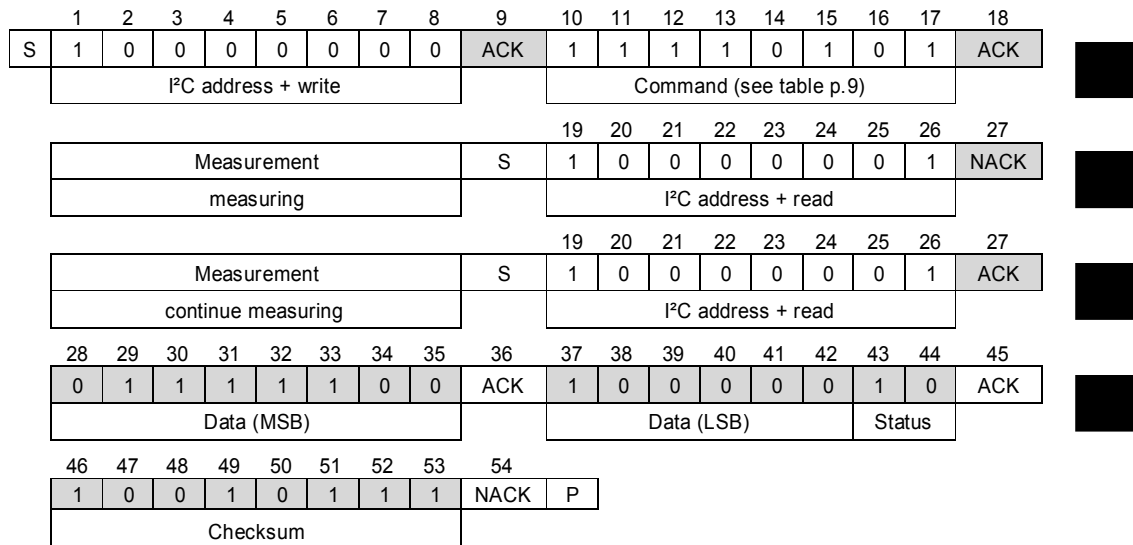 1 2 3 4 5 6 7 8 9 10 11 12 13 14 15 16 17 18
S 1 0 0 0 0 0 0 0 ACK 1 1 1 1 0 1 0 1 ACK
I²C address + write Command (see table p.9)
19 20 21 22 23 24 25 26 27
Measurement S 1 0 0 0 0 0 0 1 NACK
measuring I²C address + read
19 20 21 22 23 24 25 26 27
Measurement S 1 0 0 0 0 0 0 1 ACK
continue measuring I²C address + read
28 29 30 31 32 33 34 35 36 37 38 39 40 41 42 43 44 45
0 1 1 1 1 1 0 0 ACK 1 0 0 0 0 0 1 0 ACK
Data (MSB) Data (LSB) Status
46 47 48 49 50 51 52 53 54
1 0 0 1 0 1 1 1 NACK P
Checksum